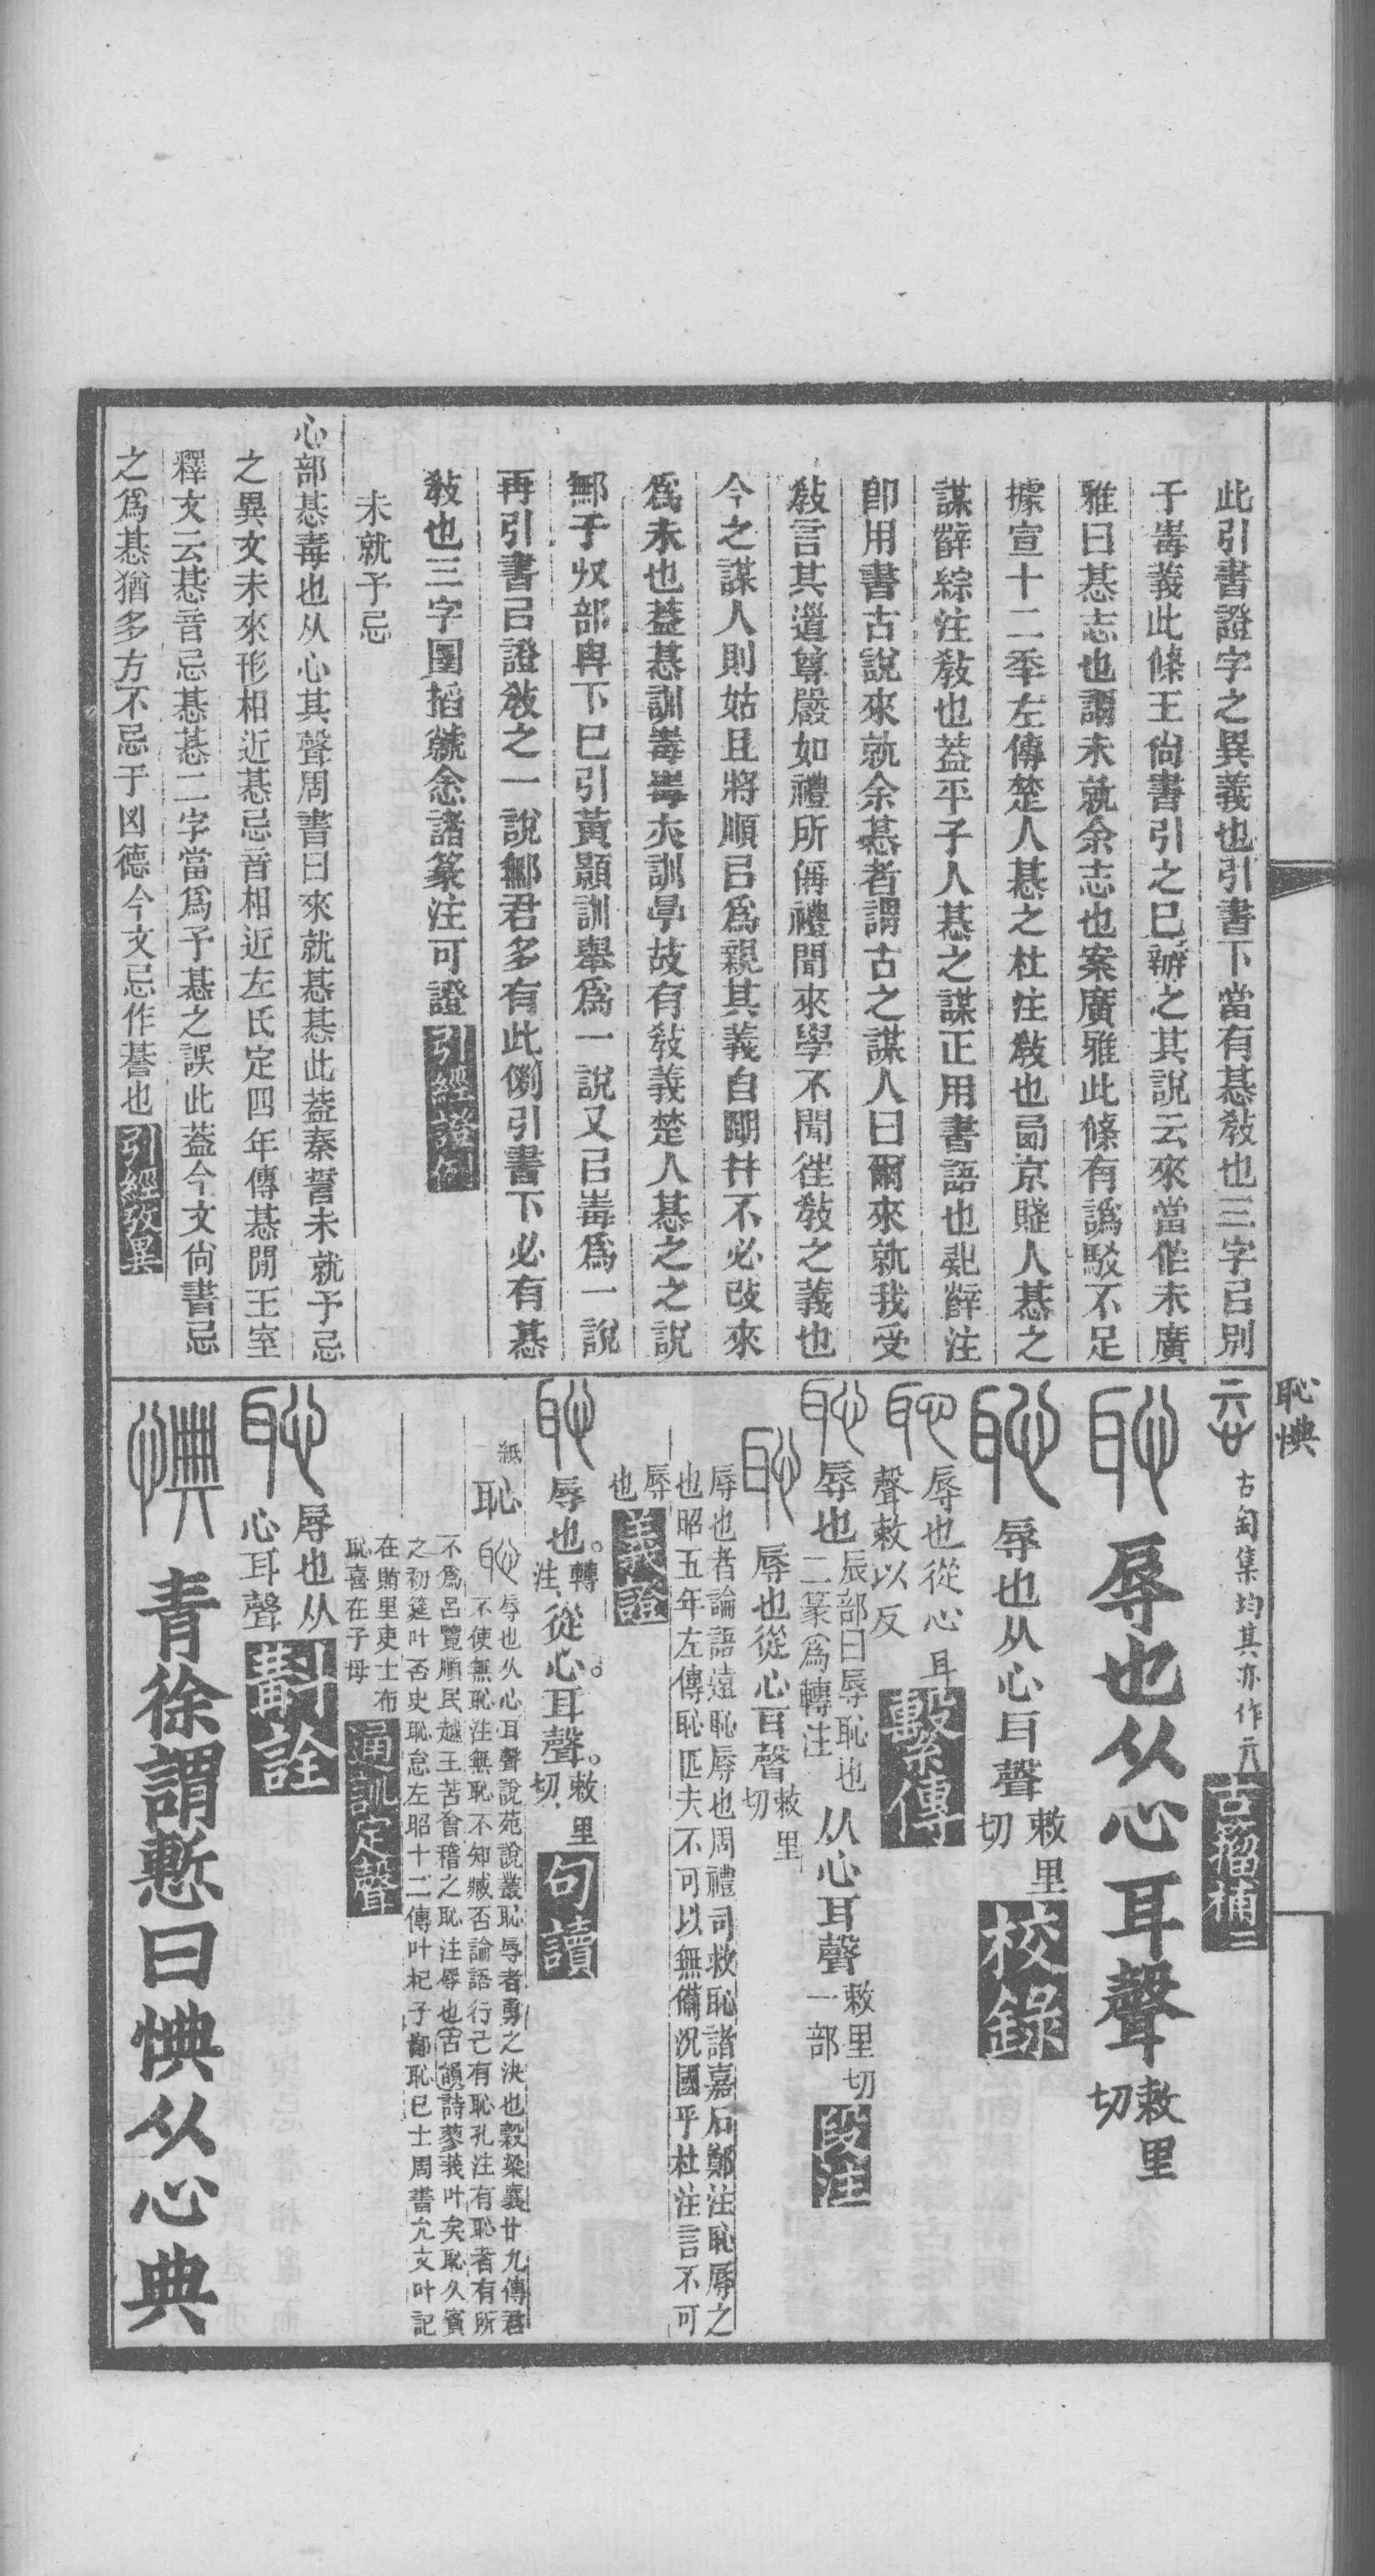 恥惏
此引書證字之異義也引書下當有惎敎也三字㠯別
于毒義此條王尙書引之已辦之其說云來當作未廣
雅曰惎志也謂未就余志也案廣雅此條有譌駁不足
據宣十二年左傳楚人惎之杜注敎也西京賤人惎之
謀辥綜注敎也葢平子人惎之謀正用書語也辥注
卽用書古說來就余惎者謂古之謀人曰爾來就我受
敎言其道尊嚴如禮所偁禮聞來學不聞徃敎之義也
今之謀人則姑且將順㠯爲親其義自朙并不必改來
爲未也葢惎訓毒毒亦訓故有敎義楚人惎之之說
鄦于収部下巳引黃顥訓舉爲一說又㠯毒爲一說
再引書㠯證敎之一說鄦君多有此例引書下必有惎
敎也三字圛搯諸篆注可證引經證例
未就予忌
心部惎毒也从心其聲周書曰來就惎惎此葢秦誓未就予忌
之異文未來形相近惎忌音相近左氏定四年傳惎閒王室
釋文云惎音忌惎惎二字當爲予惎之誤此葢今文尙書忌
之爲惎猶多方不忌于凶德今文忌作諅也引經攷異
古匋集均其亦作古籀補二
辱也从心耳聲敕里切
辱也从心耳聲敕里切校錄
辱也從心耳聲敕以反繫傳
辱也辰部曰辱恥也二篆爲轉注从心耳聲敕里切一部段注
辱也從心耳聲敕里切
辱也者論語遠恥辱也周禮司救恥諸嘉石鄭注恥辱之
也昭五年左傳恥匹夫不可以無備況國乎杜注言不可
辱也義證
辱也轉注從心耳聲敕里切句讀
紙恥辱也从心耳聲說苑說叢恥辱者勇之決也穀梁襄廿九傳君
不使無恥注無恥不知臧否論語行己有恥孔注有恥者有所
不爲呂覽順民越王苦會稽之恥注辱也古韻詩蓼莪叶矣恥久賓
之初筵叶否史恥怠左昭十二傳叶杞子鄙恥已士周書允文叶記
在賄里吏士布
恥喜在子母通訓定聲
辱也从心耳聲斠詮
靑徐謂慙曰惏从心典